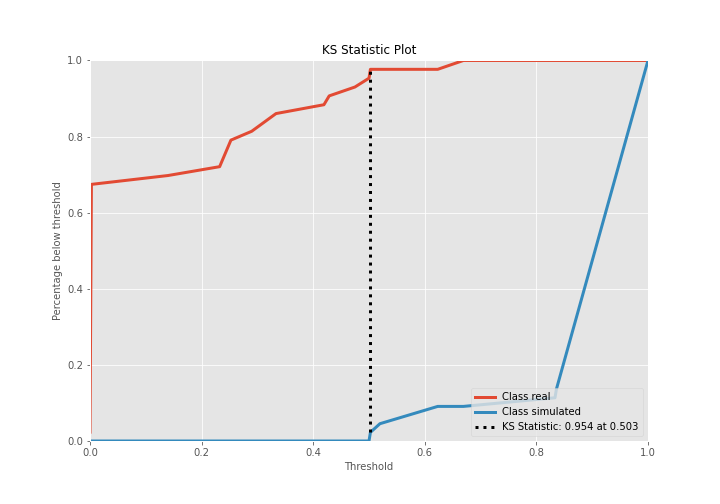 KS Statistic Plot
1.0
0.8
0.6
0.4
0.2
0.0
Percentage below threshold
0.0 0.2 0.4 0.6 0.8 1.0
Threshold
Class real
Class simulated
KS Statistic: 0.954 at 0.503